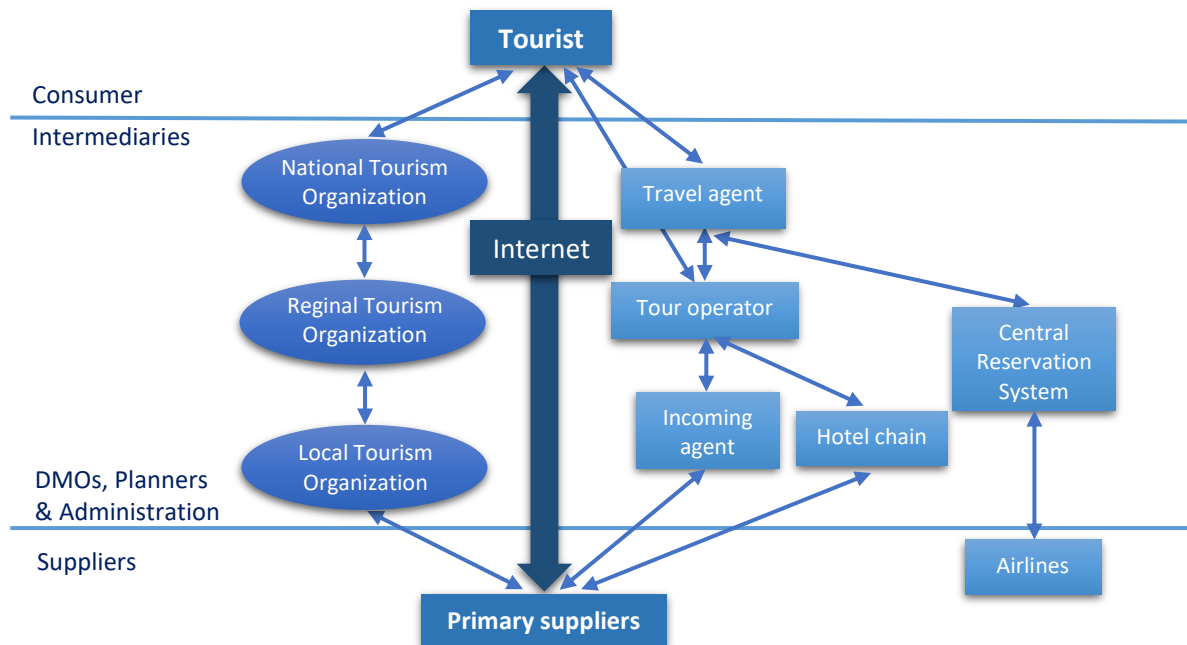 Tourist
Consumer
Intermediaries
National Tourism
Organization
Travel agent
Internet
Reginal Tourism
Organization
Tour operator
Central
Reservation
System
Incoming
agent
Hotel chain
Local Tourism
Organization
DMOs, Planners
& Administration
Suppliers
Airlines
Primary suppliers